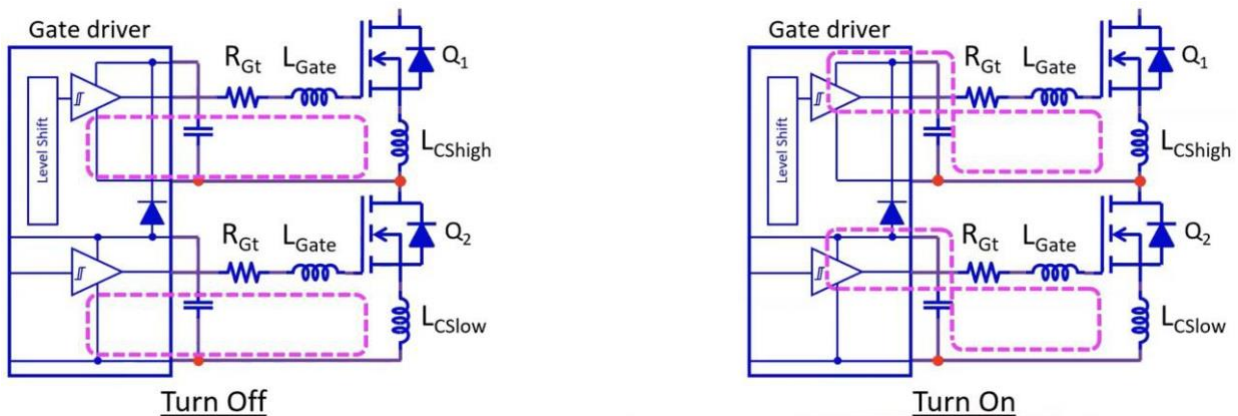 Gate driver
R_Gt L_Gate
Q_1
Level Shift
L_CShigh
R_Gt L_Gate
Q_2
L_CSlow
Turn Off
Gate driver
R_Gt L_Gate
Q_1
Level Shift
L_CShigh
R_Gt L_Gate
Q_2
L_CSlow
Turn On